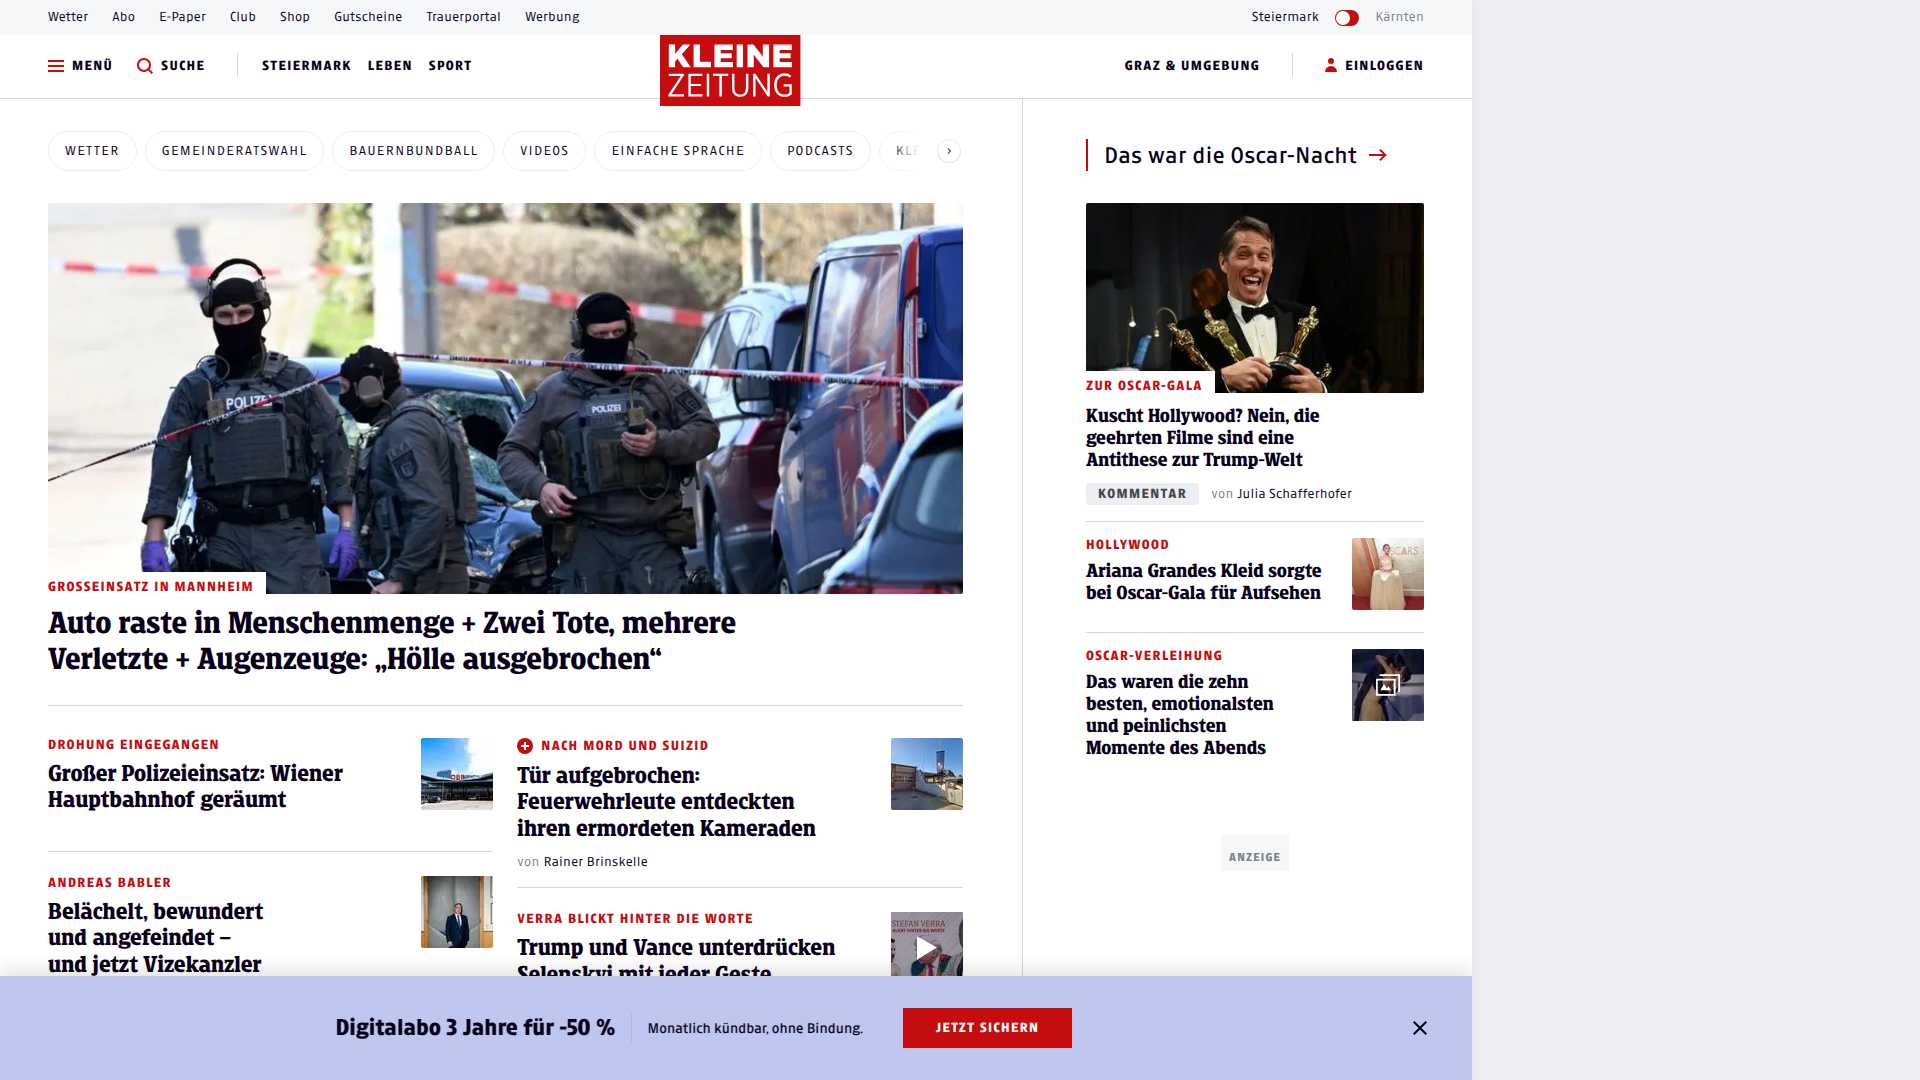 Wetter Abo E-Paper Club Shop Gutscheine Trauerportal Werbung Steiermark Kärnten
MENÜ SUCHE STEIERMARK LEBEN SPORT KLEINE ZEITUNG GRAZ & UMGEBUNG EINLOGGEN
WETTER GEMEINDERATSWAHL BAUERNBUNDBALL VIDEOS EINFACHE SPRACHE PODCASTS
POLIZEI
POLIZEI
GROSSEINSATZ IN MANNHEIM
Auto raste in Menschenmenge + Zwei Tote, mehrere
Verletzte + Augenzeuge: „Hölle ausgebrochen“
DROHUNG EINGEGANGEN
Großer Polizeieinsatz: Wiener
Hauptbahnhof geräumt
ANDREAS BABLER
Belächelt, bewundert
und angefeindet –
und jetzt Vizekanzler
NACH MORD UND SUIZID
Tür aufgebrochen:
Feuerwehrleute entdeckten
ihren ermordeten Kameraden
von Rainer Brinskelle
VERRA BLICKT HINTER DIE WORTE
Trump und Vance unterdrücken
Selenskyj mit jeder Geste
STEFAN VERRA
Das war die Oscar-Nacht
ZUR OSCAR-GALA
Kuscht Hollywood? Nein, die
geehrten Filme sind eine
Antithese zur Trump-Welt
KOMMENTAR von Julia Schafferhofer
HOLLYWOOD
Ariana Grandes Kleid sorgte
bei Oscar-Gala für Aufsehen
OSCARS
OSCAR-VERLEIHUNG
Das waren die zehn
besten, emotionalsten
und peinlichsten
Momente des Abends
ANZEIGE
Digitalabo 3 Jahre für -50 % Monatlich kündbar, ohne Bindung. JETZT SICHERN